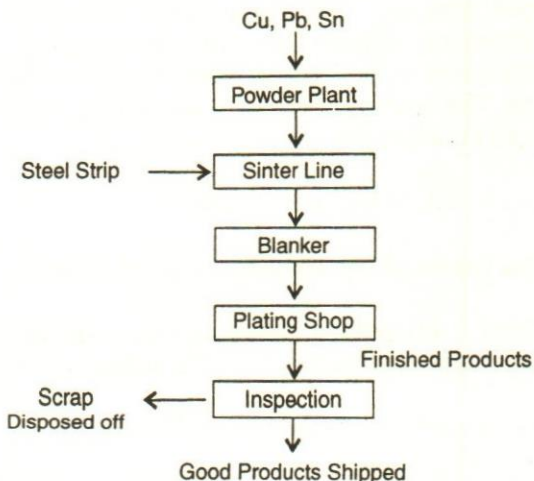 Cu, Pb, Sn
Powder Plant
Steel Strip
Sinter Line
Blanker
Plating Shop
Finished Products
Scrap
Disposed off
Inspection
Good Products Shipped